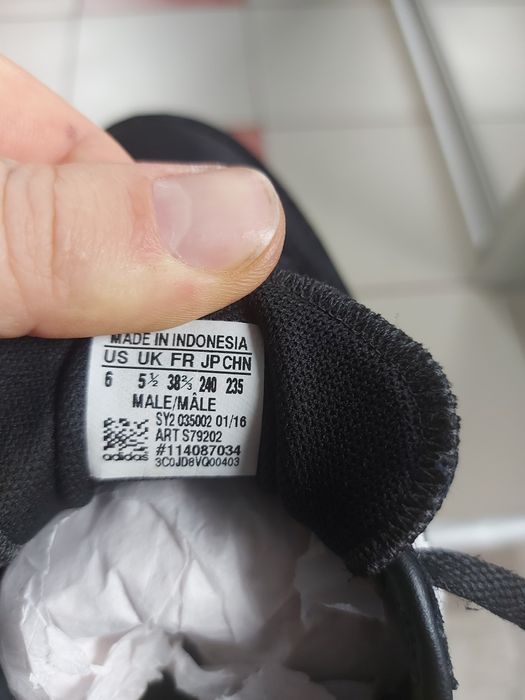 MADE IN INDONESIA
US UK FR JP CHN
6 5½ 38⅔ 240 235
MALE/MÂLE
SY2 035002 01/16
ART S79202
adidas #114087034
3C0JD8VQ00403